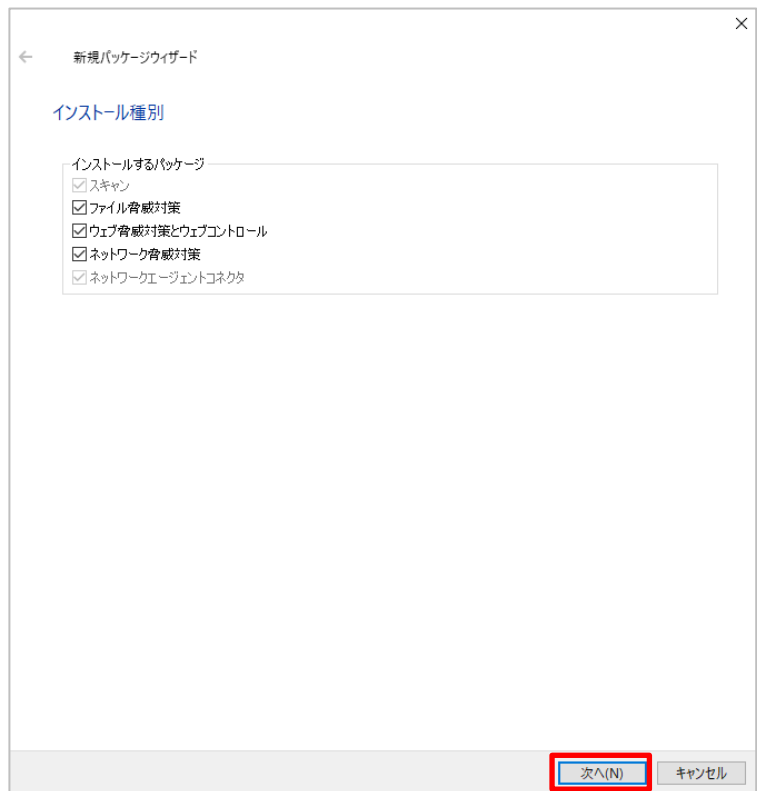 新規パッケージウィザード
インストール種別
インストールするパッケージ
スキャン
ファイル脅威対策
ウェブ脅威対策とウェブコントロール
ネットワーク脅威対策
ネットワークエージェントコネクタ
次へ(N)
キャンセル